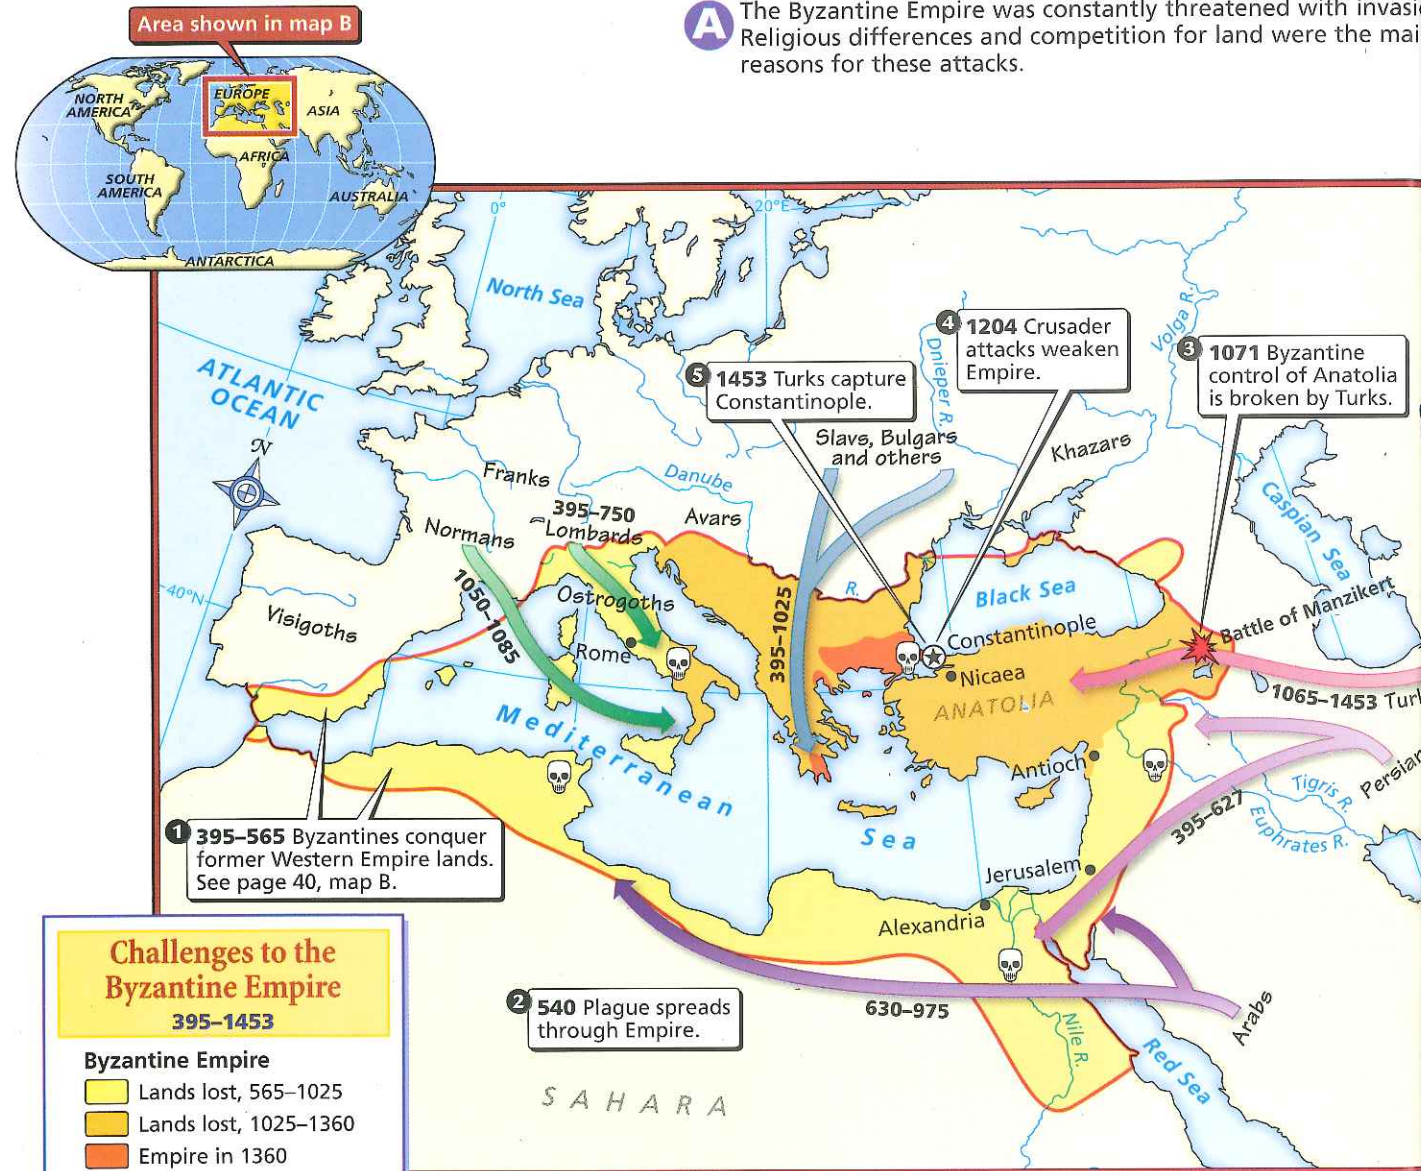 Area shown in map B
NORTH
AMERICA
EUROPE
ASIA
AFRICA
SOUTH
AMERICA
AUSTRALIA
ANTARCTICA
A
The Byzantine Empire was constantly threatened with
Religious differences and competition for land were the
reasons for these attacks.
0°
20°E
North Sea
ATLANTIC
OCEAN
N
40°N
Volga R.
Dnieper R.
4 1204 Crusader
attacks weaken
Empire.
3 1071 Byzantine
control of Anatolia
is broken by Turks.
5 1453 Turks capture
Constantinople.
Slavs, Bulgars
and others
Khazars
Franks
Danube
R.
Avars
395–750
Lombards
Normans
1050–1085
Ostrogoths
Visigoths
Rome
395–1025
Black Sea
Caspian Sea
Constantinople
Nicaea
ANATOLIA
Battle of Manzikert
1065–1453
Mediterranean
Sea
Antioch
Tigris R.
Euphrates R.
395–627
Jerusalem
Alexandria
1 395–565 Byzantines conquer
former Western Empire lands.
See page 40, map B.
2 540 Plague spreads
through Empire.
630–975
Arabs
Nile R.
Red Sea
SAHARA
Challenges to the
Byzantine Empire
395–1453
Byzantine Empire
Lands lost, 565–1025
Lands lost, 1025–1360
Empire in 1360